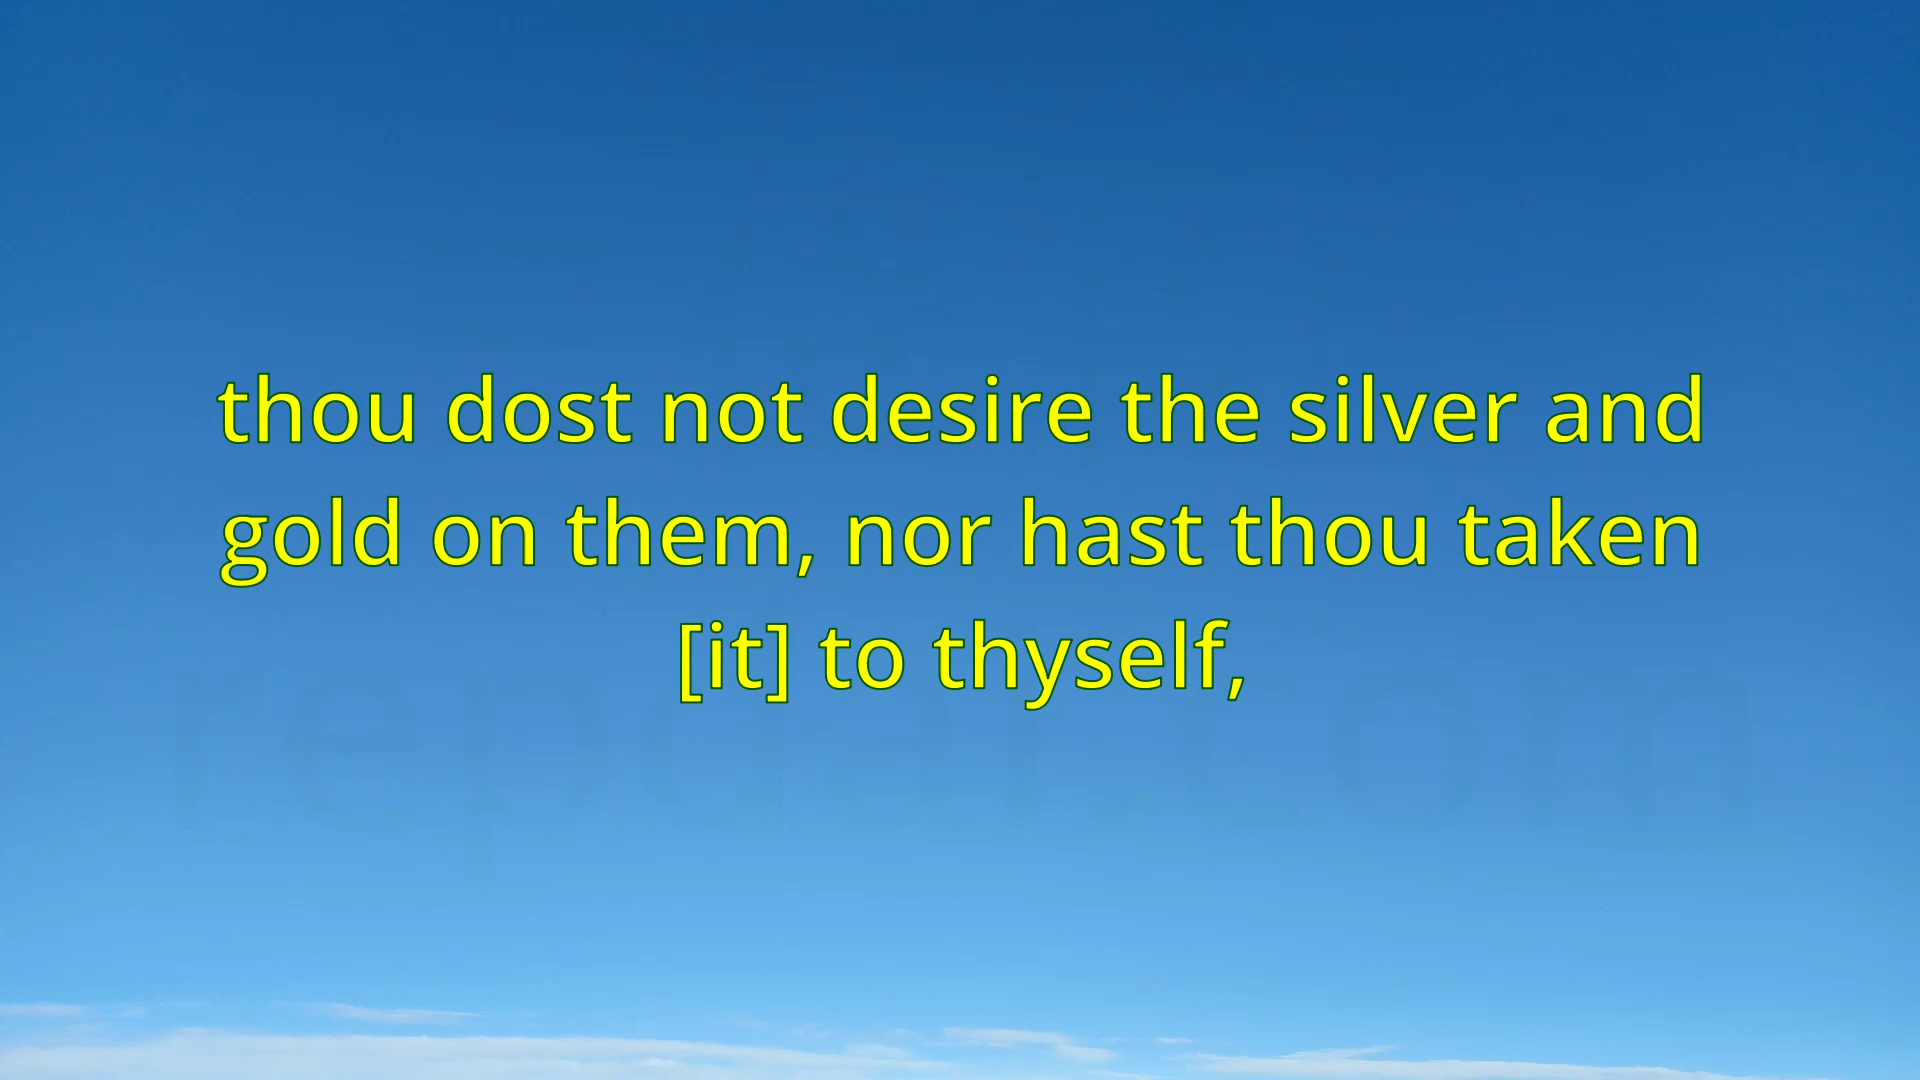 thou dost not desire the silver and
gold on them, nor hast thou taken
[it] to thyself,